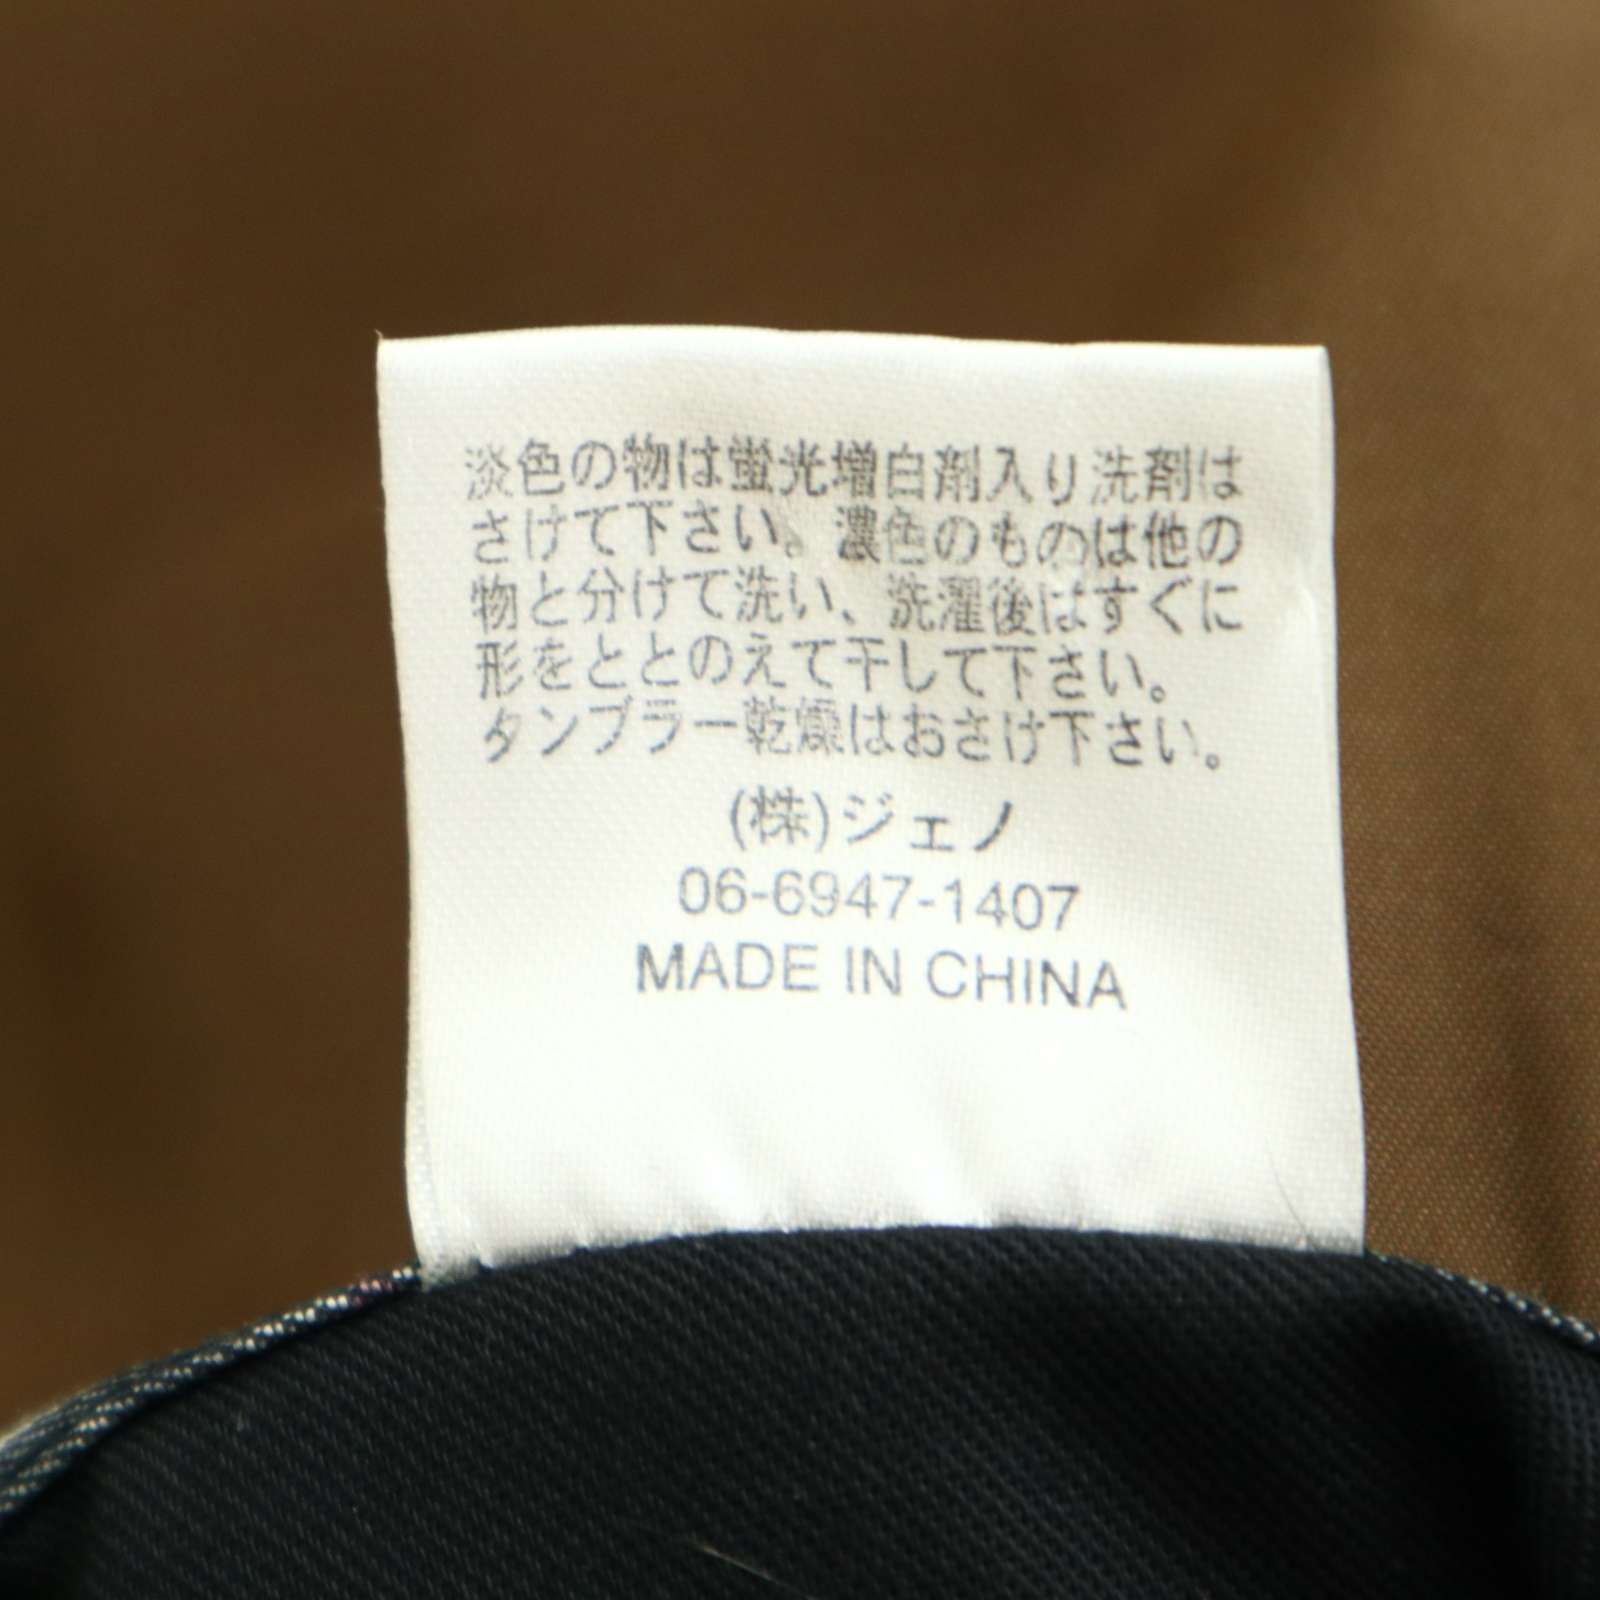 淡色の物は蛍光増白剤入り洗剤は
さけて下さい。濃色のものは他の
物と分けて洗い、洗濯後はすぐに
形をととのえて干して下さい。
タンブラー乾燥はおさけ下さい。
(株)ジェノ
06-6947-1407
MADE IN CHINA